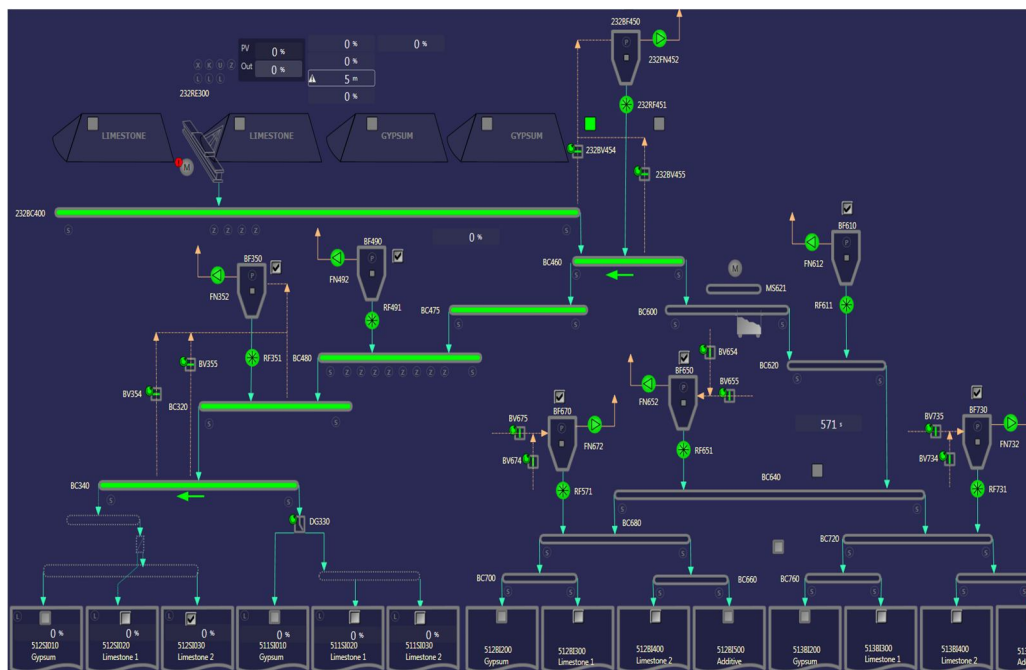 232BF450
P
232FN452
PV 0 % 0 % 0 %
Out 0 % 0 %
5 m
0 %
X K U Z
L L L
232RE300
232RF451
LIMESTONE LIMESTONE GYPSUM GYPSUM
M
232BV454
232BV455
232BC400
S Z Z Z Z S
0 %
BF610
P
FN612
BF490
P
FN492
BF350
P
FN352
BC460
S S
M
MS621
RF611
RF491
BC475
S S
BC600
S S
BV654
BC480
S Z Z Z Z Z Z Z Z S
RF351
BV355
BV354
BC620
S S
BF650
P
FN652
BV655
BC320
S S
BF670
P
FN672
BV675
BV674
571 s
BF730
P
FN732
BV735
BV734
RF651
BC340
S S
RF571
BC640
S S
RF731
DG330
BC680
S S
BC720
S
BC700
S S
BC660
S S
BC760
S S
S
L L L L L L
0 % 0 % 0 % 0 % 0 % 0 %
512SI010 512SI020 512SI030 511SI010 511SI020 511SI030 512BI200 512BI300 512BI400 512BI500 513BI200 513BI300 513BI400
Gypsum Limestone 1 Limestone 2 Gypsum Limestone 1 Limestone 2 Gypsum Limestone 1 Limestone 2 Additive Gypsum Limestone 1 Limestone 2